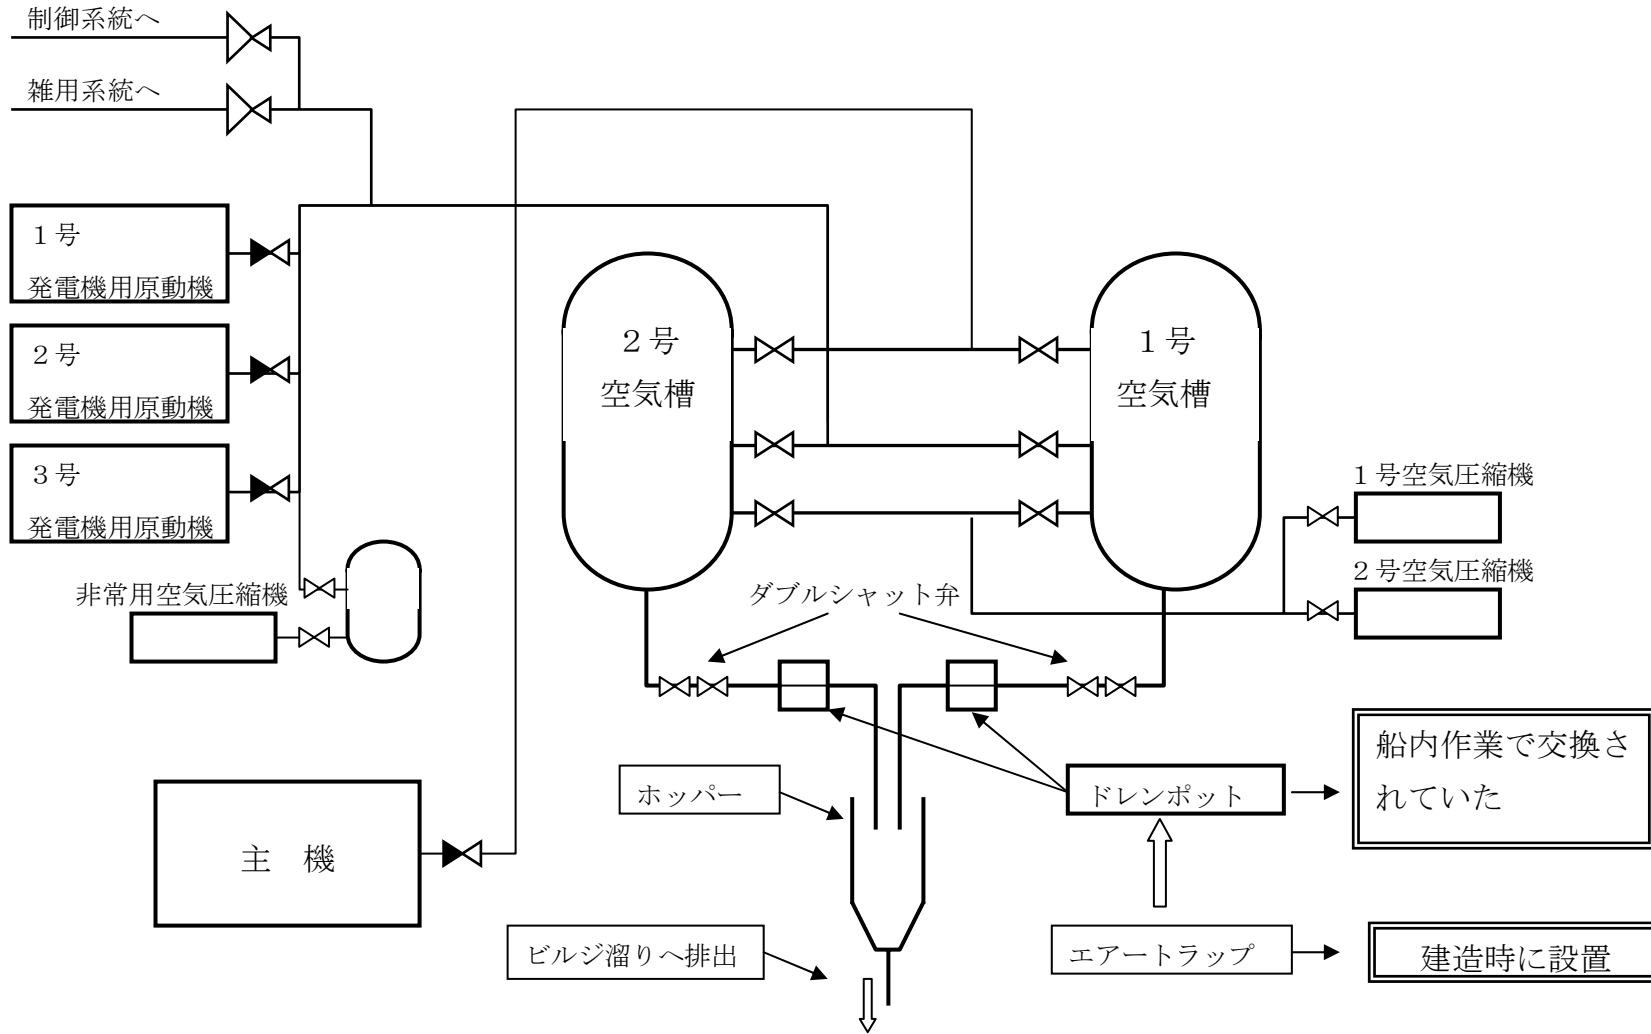 制御系統へ
雑用系統へ
１号
発電機用原動機
２号
発電機用原動機
３号
発電機用原動機
非常用空気圧縮機
２号
空気槽
１号
空気槽
１号空気圧縮機
２号空気圧縮機
ダブルシャット弁
ホッパー
ドレンポット
船内作業で交換さ
れていた
主　機
ビルジ溜りへ排出
エアートラップ
建造時に設置